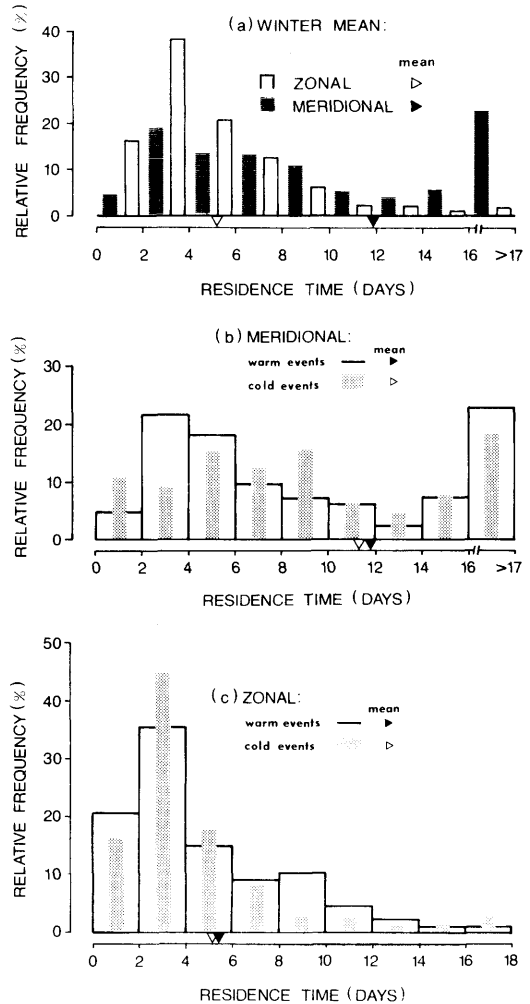 (a) WINTER MEAN:
mean
ZONAL
MERIDIONAL
RELATIVE FREQUENCY (%)
40
30
20
10
0
0 2 4 6 8 10 12 14 16 >17
RESIDENCE TIME (DAYS)
(b) MERIDIONAL:
mean
warm events
cold events
RELATIVE FREQUENCY (%)
30
20
10
0
0 2 4 6 8 10 12 14 16 >17
RESIDENCE TIME (DAYS)
(c) ZONAL:
mean
warm events
cold events
RELATIVE FREQUENCY (%)
50
40
30
20
10
0
0 2 4 6 8 10 12 14 16 18
RESIDENCE TIME (DAYS)